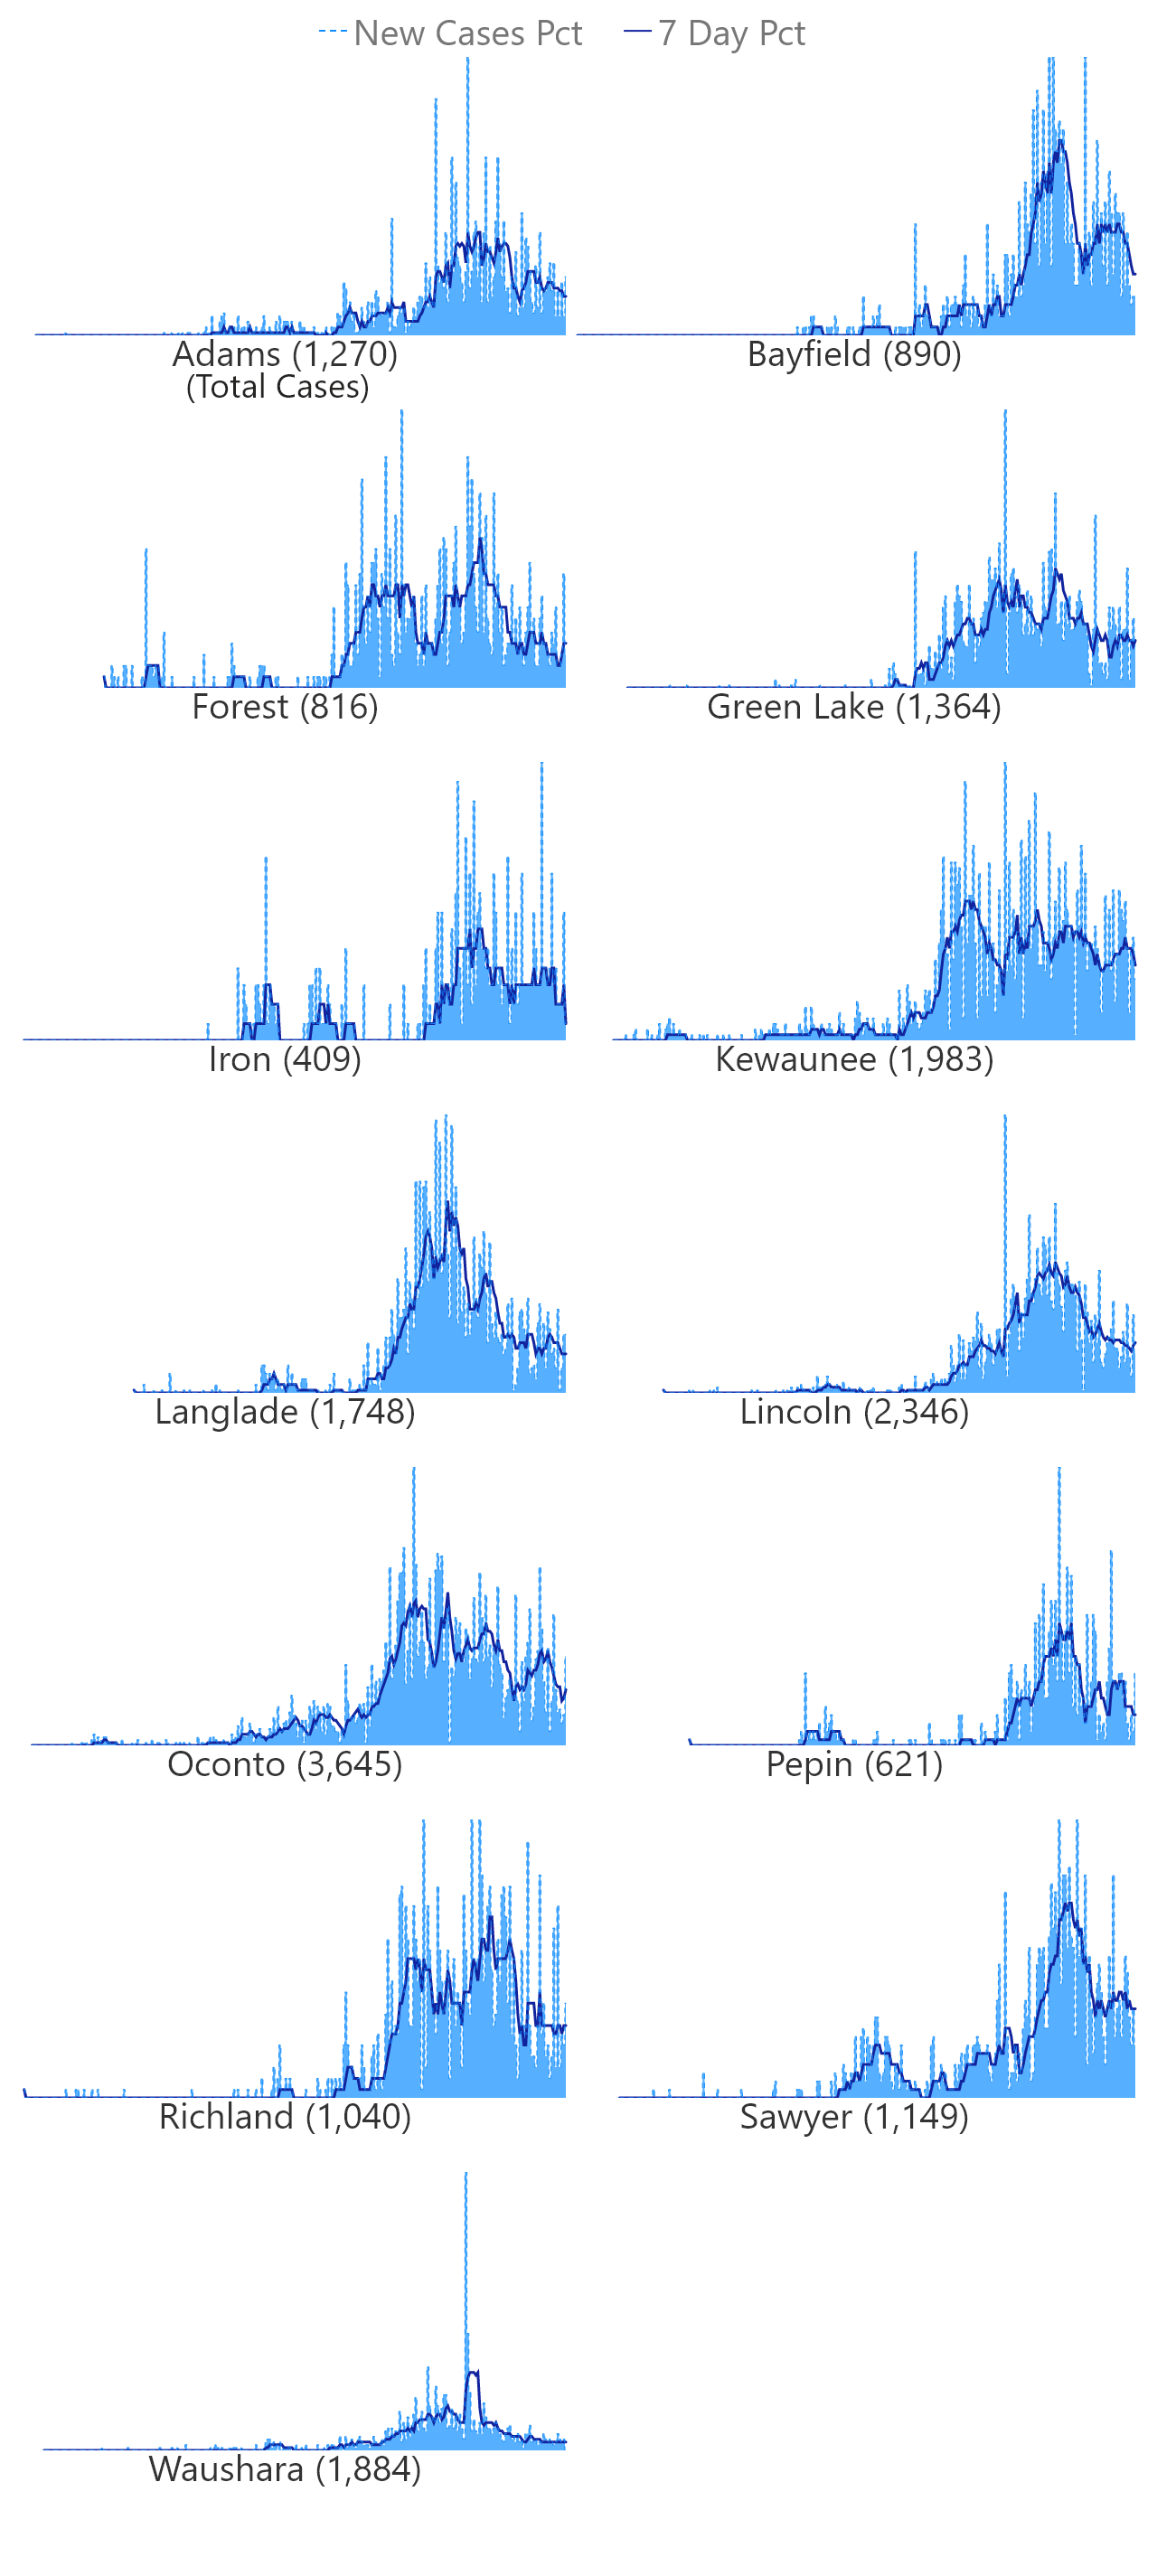 New Cases Pct 7 Day Pct
Adams (1,270) Bayfield (890)
(Total Cases)
Forest (816) Green Lake (1,364)
Iron (409) Kewaunee (1,983)
Langlade (1,748) Lincoln (2,346)
Oconto (3,645) Pepin (621)
Richland (1,040) Sawyer (1,149)
Waushara (1,884)